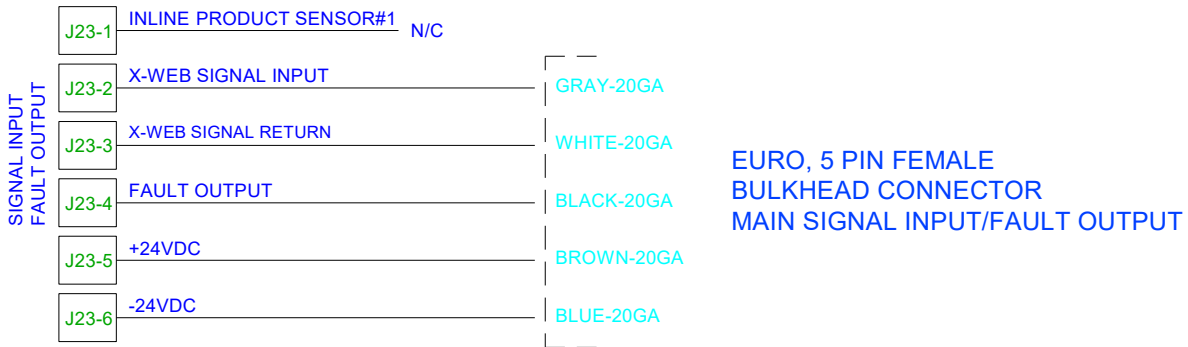 SIGNAL INPUT
FAULT OUTPUT
J23-1 INLINE PRODUCT SENSOR#1 N/C
J23-2 X-WEB SIGNAL INPUT GRAY-20GA
J23-3 X-WEB SIGNAL RETURN WHITE-20GA
J23-4 FAULT OUTPUT BLACK-20GA
J23-5 +24VDC BROWN-20GA
J23-6 -24VDC BLUE-20GA
EURO, 5 PIN FEMALE
BULKHEAD CONNECTOR
MAIN SIGNAL INPUT/FAULT OUTPUT